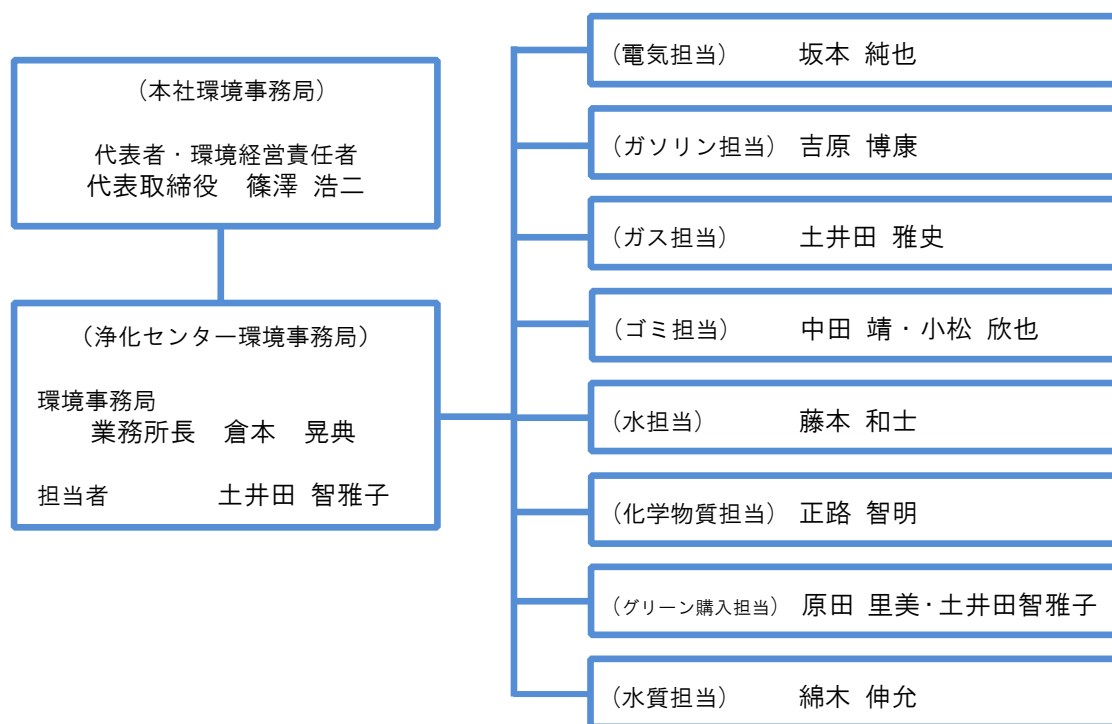 （本社環境事務局）
代表者・環境経営責任者
代表取締役　篠澤 浩二
（浄化センター環境事務局）
環境事務局
業務所長　倉本　晃典
担当者　土井田 智雅子
（電気担当）　坂本 純也
（ガソリン担当）吉原 博康
（ガス担当）　土井田 雅史
（ゴミ担当）　中田 靖・小松 欣也
（水担当）　藤本 和士
（化学物質担当）正路 智明
（グリーン購入担当）原田 里美・土井田智雅子
（水質担当）　綿木 伸允